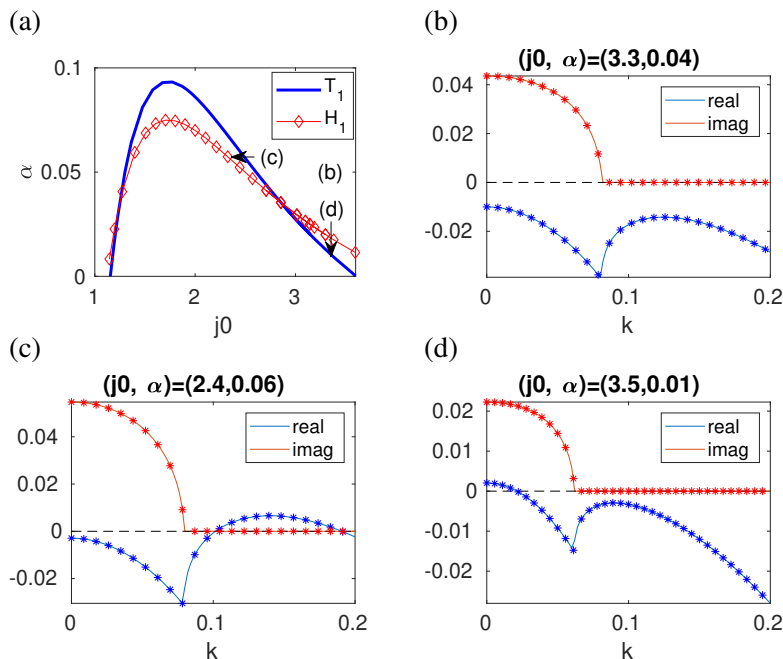 (a)
0.1
0.05
0
α
1
2
3
j0
T1
H1
(c)
(b)
(d)
(b)
(j0, α)=(3.3,0.04)
0.04
0.02
0
-0.02
0
0.1
0.2
k
real
imag
(c)
(j0, α)=(2.4,0.06)
0.04
0.02
0
-0.02
0
0.1
0.2
k
real
imag
(d)
(j0, α)=(3.5,0.01)
0.02
0.01
0
-0.01
-0.02
0
0.1
0.2
k
real
imag